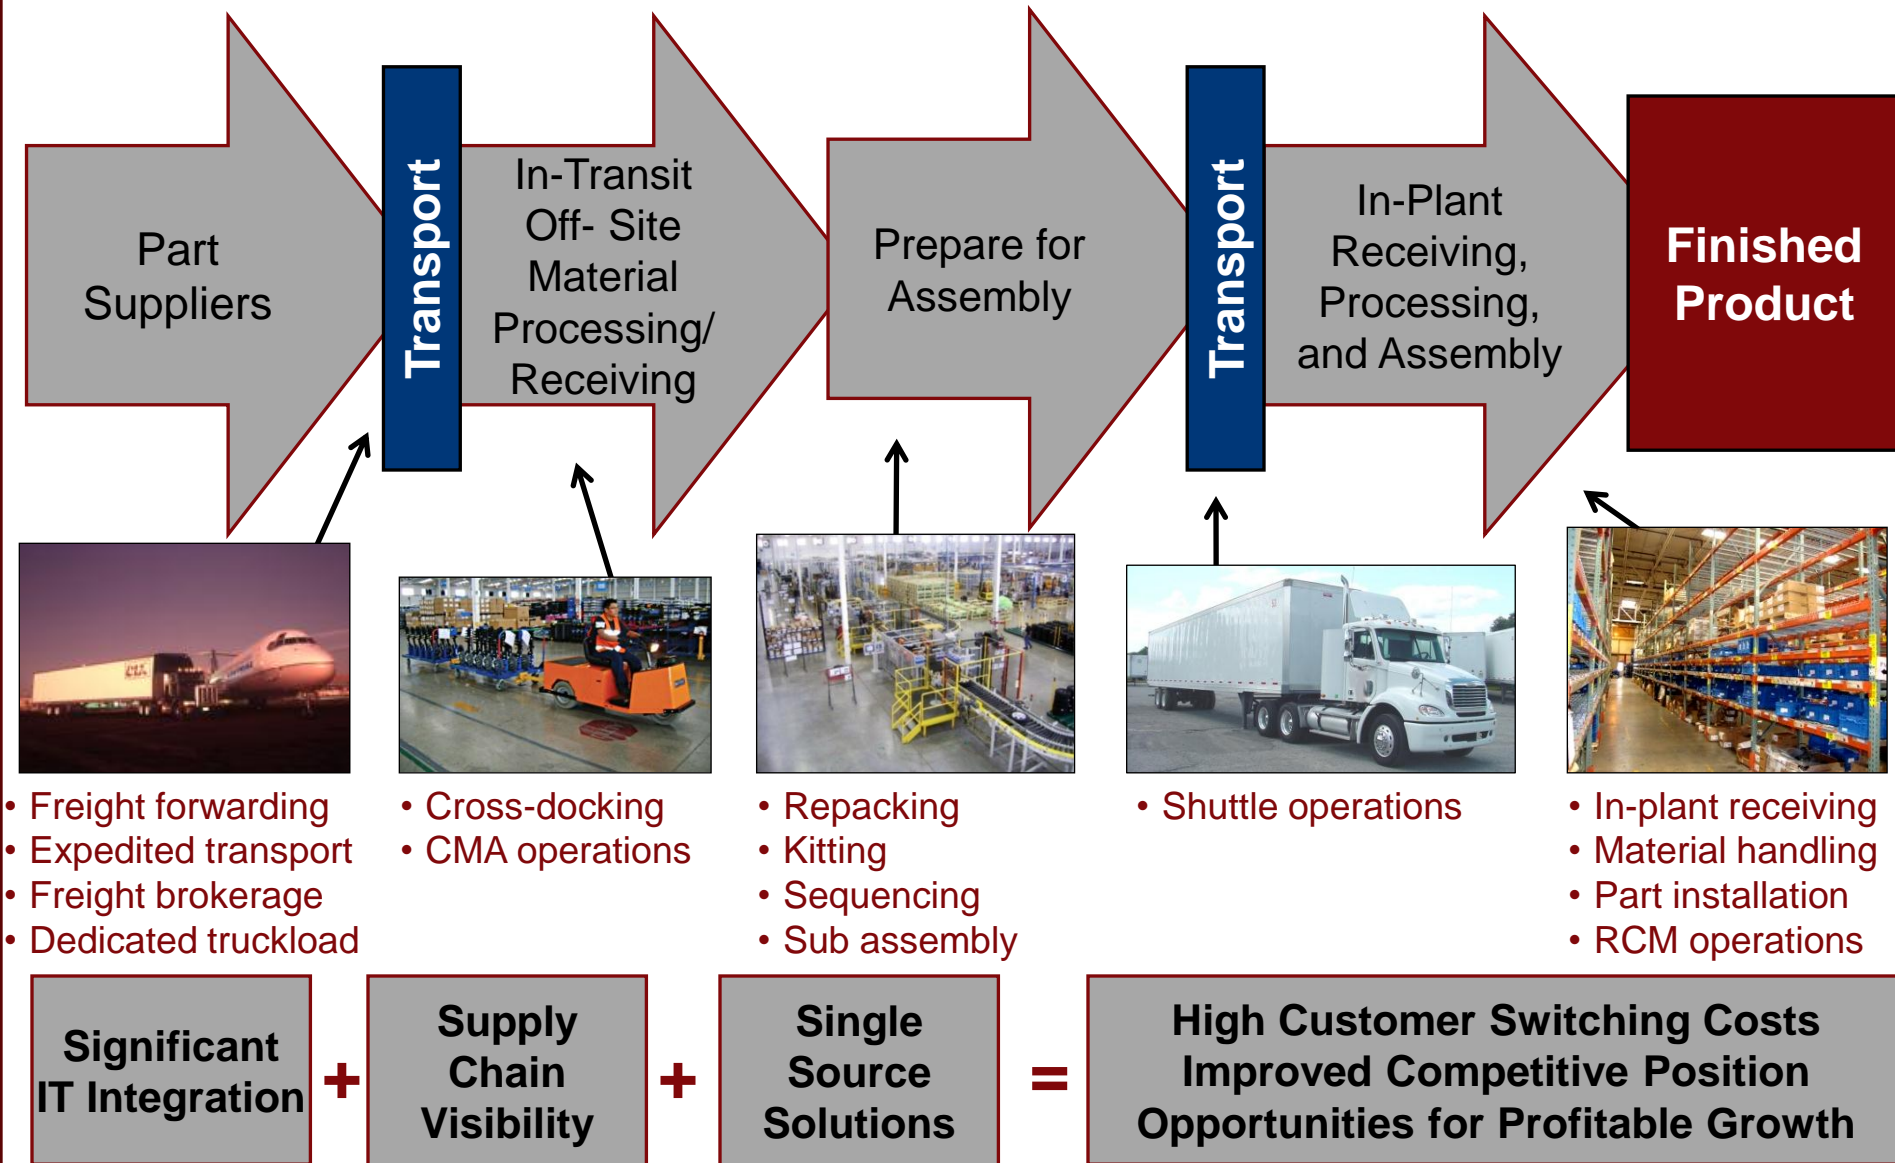 Part
Suppliers
Transport
In-Transit
Off- Site
Material
Processing/
Receiving
Prepare for
Assembly
Transport
In-Plant
Receiving,
Processing,
and Assembly
Finished
Product
• Freight forwarding
• Expedited transport
• Freight brokerage
• Dedicated truckload
• Cross-docking
• CMA operations
• Repacking
• Kitting
• Sequencing
• Sub assembly
• Shuttle operations
• In-plant receiving
• Material handling
• Part installation
• RCM operations
Significant
IT Integration
+
Supply
Chain
Visibility
+
Single
Source
Solutions
=
High Customer Switching Costs
Improved Competitive Position
Opportunities for Profitable Growth